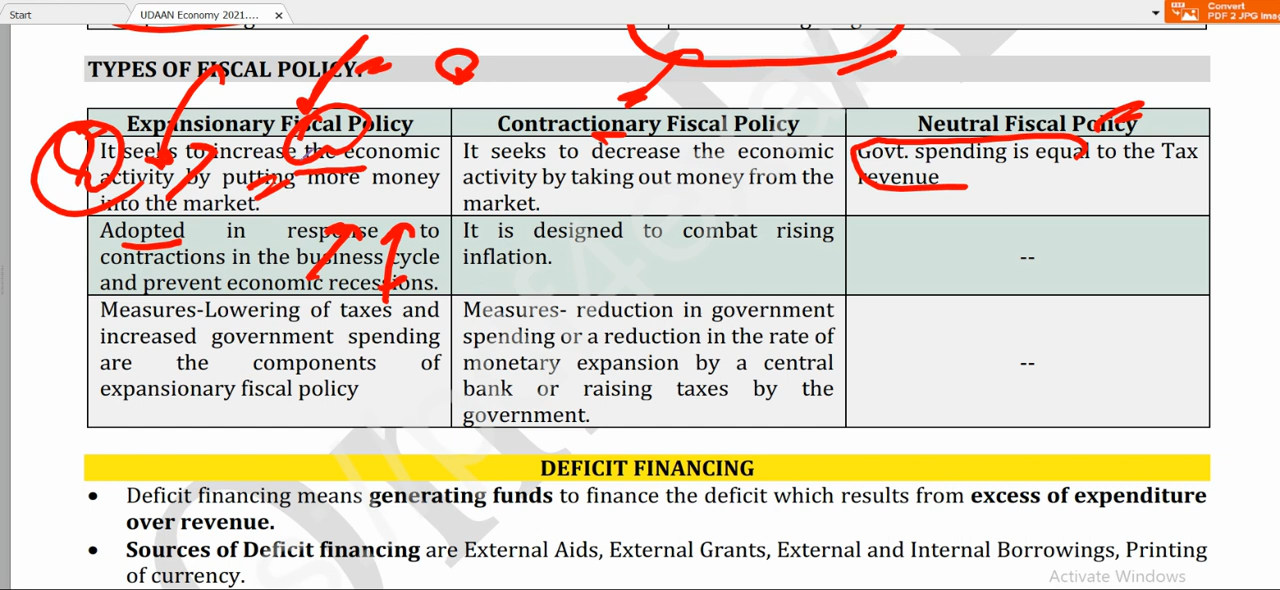 Start
UDAAN Economy 2021....
Convert
PDF 2 JPG Imag
TYPES OF FISCAL POLICY:
Expansionary Fiscal Policy
Contractionary Fiscal Policy
Neutral Fiscal Policy
It seeks to increase the economic
activity by putting more money
into the market.
It seeks to decrease the economic
activity by taking out money from the
market.
Govt. spending is equal to the Tax
revenue
Adopted in response to
contractions in the business cycle
and prevent economic recessions.
It is designed to combat rising
inflation.
--
Measures-Lowering of taxes and
increased government spending
are the components of
expansionary fiscal policy
Measures- reduction in government
spending or a reduction in the rate of
monetary expansion by a central
bank or raising taxes by the
government.
--
DEFICIT FINANCING
• Deficit financing means generating funds to finance the deficit which results from excess of expenditure
over revenue.
• Sources of Deficit financing are External Aids, External Grants, External and Internal Borrowings, Printing
of currency.
Activate Windows